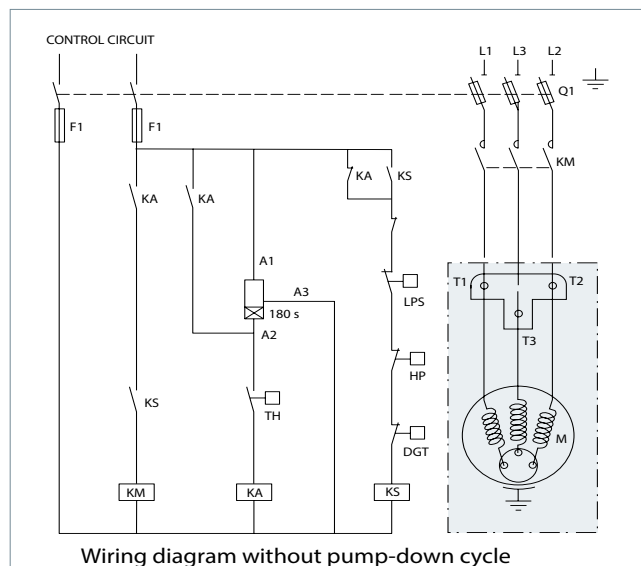 CONTROL CIRCUIT
L1 L3 L2
Q1
F1 F1
KM
KA KA KA KS
A1
A3
180 s
A2
LPS
T1 T2
T3
HP
KS TH
M
DGT
KM KA KS
Wiring diagram without pump-down cycle